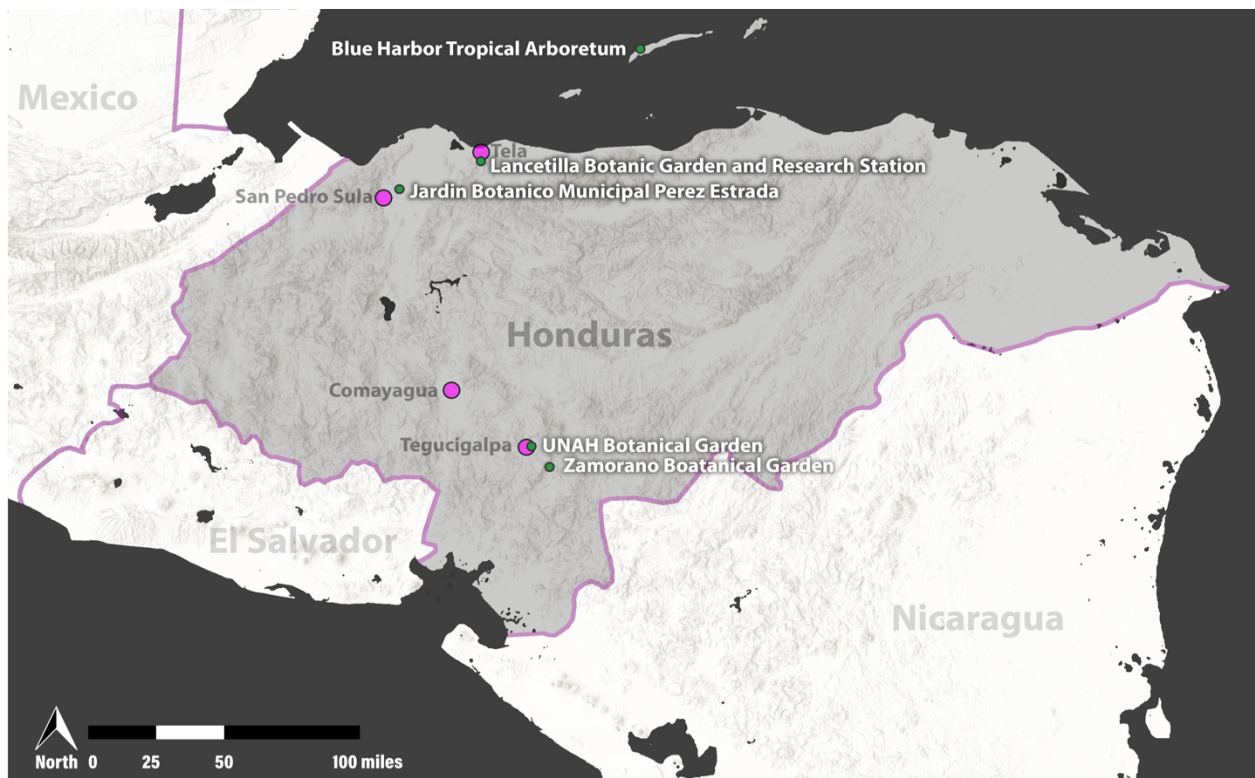 Blue Harbor Tropical Arboretum
Mexico
Tela
Lancetilla Botanic Garden and Research Station
Jardin Botanico Municipal Perez Estrada
San Pedro Sula
Honduras
Comayagua
Tegucigalpa
UNAH Botanical Garden
Zamorano Boatanical Garden
El Salvador
Nicaragua
North 0 25 50 100 miles